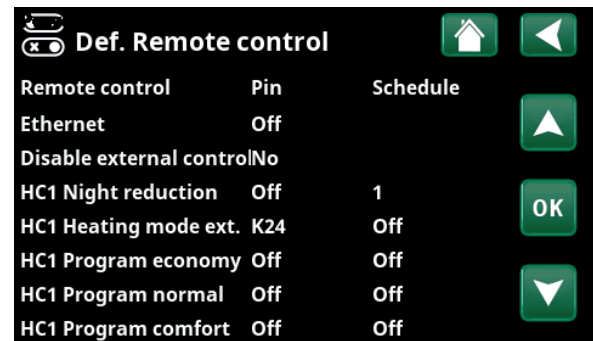 Def. Remote control
Remote control Pin Schedule
Ethernet Off
Disable external control No
HC1 Night reduction Off 1
OK
HC1 Heating mode ext. K24 Off
HC1 Program economy Off Off
HC1 Program normal Off Off
HC1 Program comfort Off Off